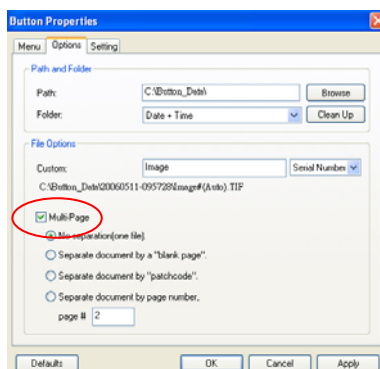 Button Properties
Menu Options Setting
Path and Folder
Path: C:\Button_Data\ Browse
Folder: Date + Time Clean Up
File Options
Custom: Image Serial Number
C:\Button_Data\20060511-095728\Image#(Auto).TIF
Multi-Page
No separation(one file).
Separate document by a "blank page".
Separate document by "patchcode".
Separate document by page number,
page # 2
Defaults OK Cancel Apply